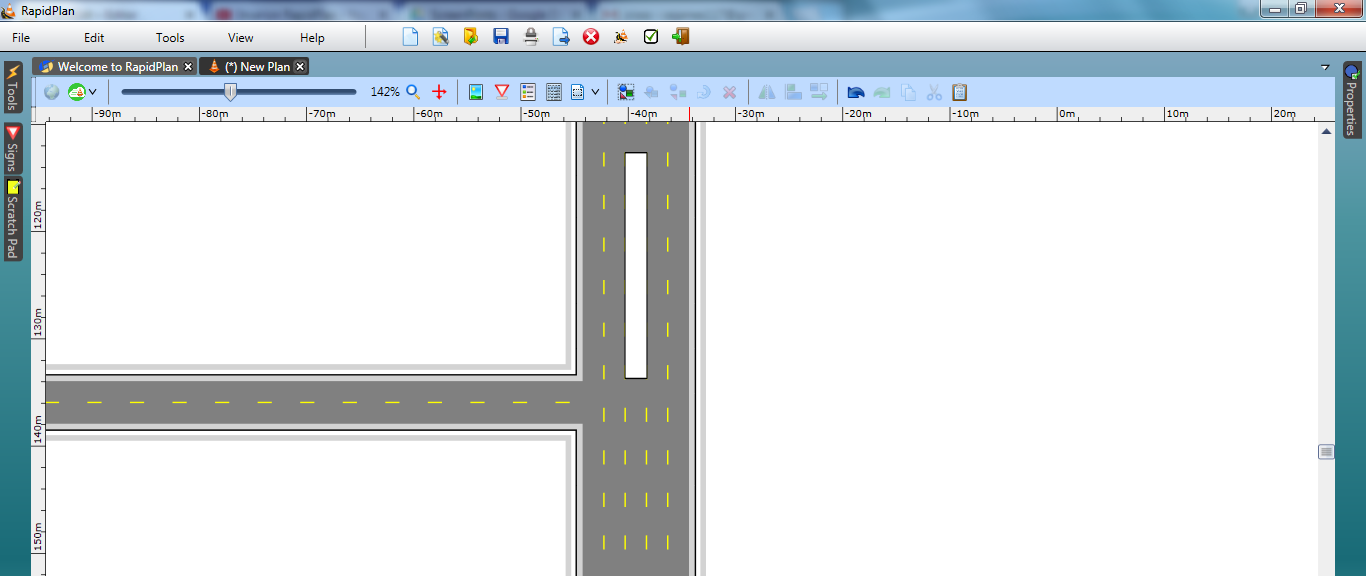 RapidPlan
File Edit Tools View Help
Welcome to RapidPlan (*) New Plan
142%
-90m -80m -70m -60m -50m -40m -30m -20m -10m 0m 10m 20m
Tools
Signs
Scratch Pad
120m
130m
140m
150m
Properties